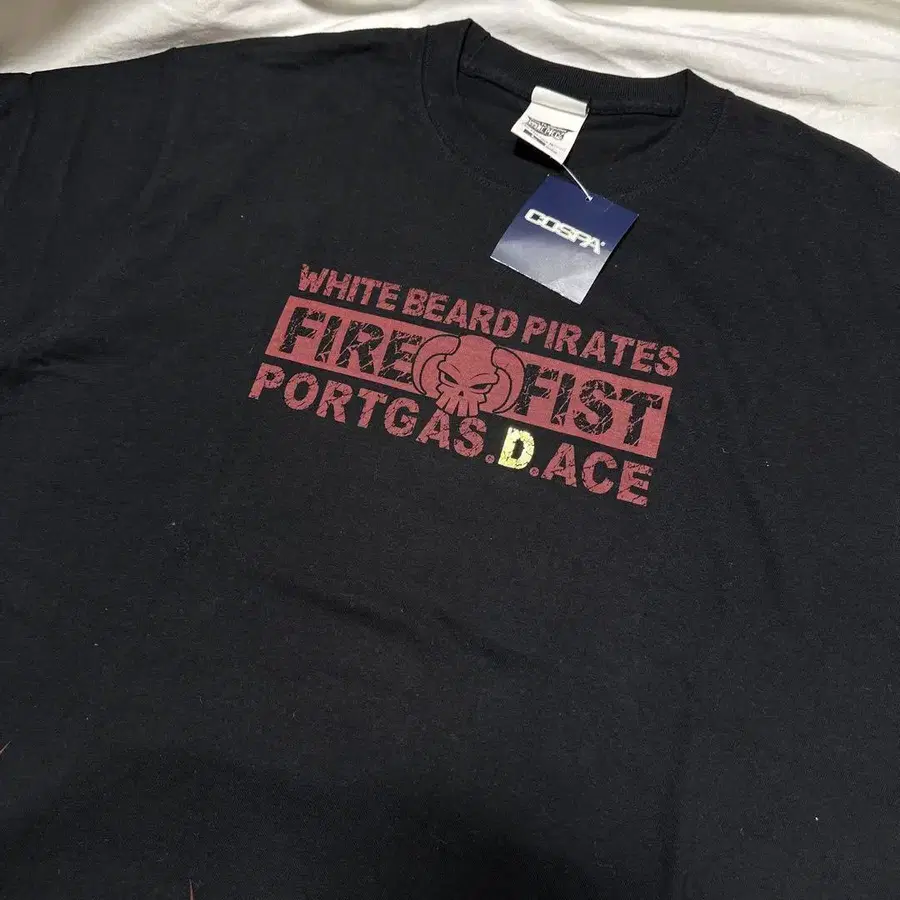 COSPA
WHITE BEARD PIRATES
FIRE FIST
PORTGAS.D.ACE